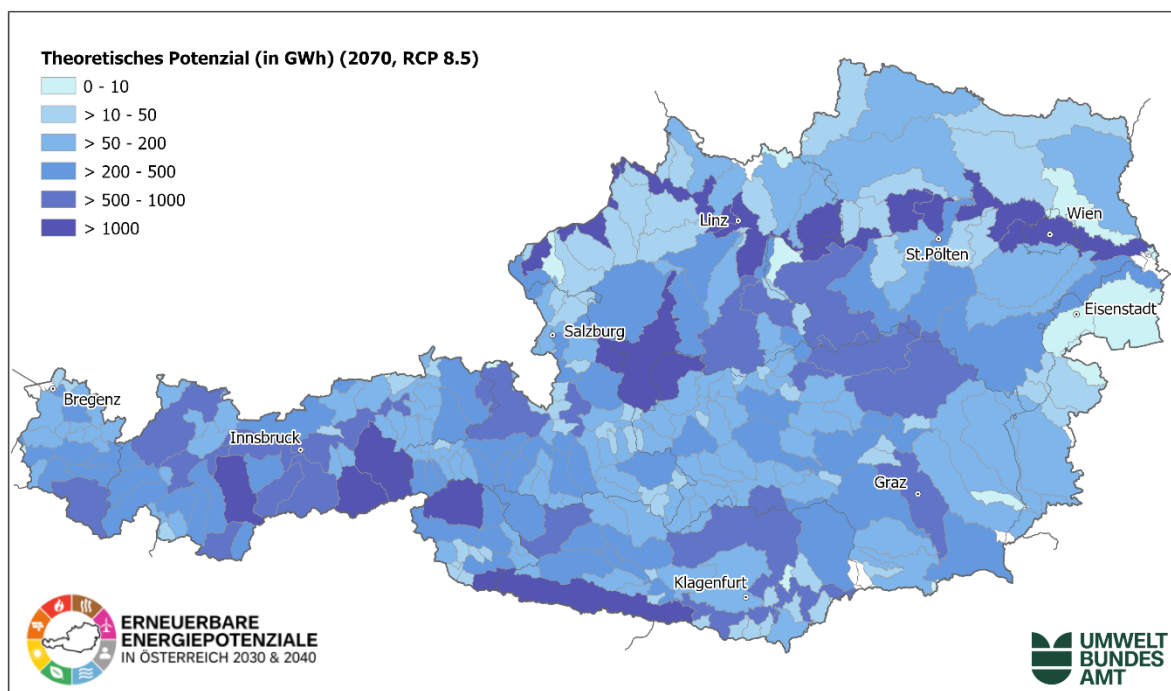 Theoretisches Potenzial (in GWh) (2070, RCP 8.5)
0 - 10
> 10 - 50
> 50 - 200
> 200 - 500
> 500 - 1000
> 1000
Linz
Wien
St.Pölten
Eisenstadt
Salzburg
Bregenz
Innsbruck
Graz
Klagenfurt
ERNEUERBARE
ENERGIEPOTENZIALE
IN ÖSTERREICH 2030 & 2040
UMWELT
BUNDES
AMT